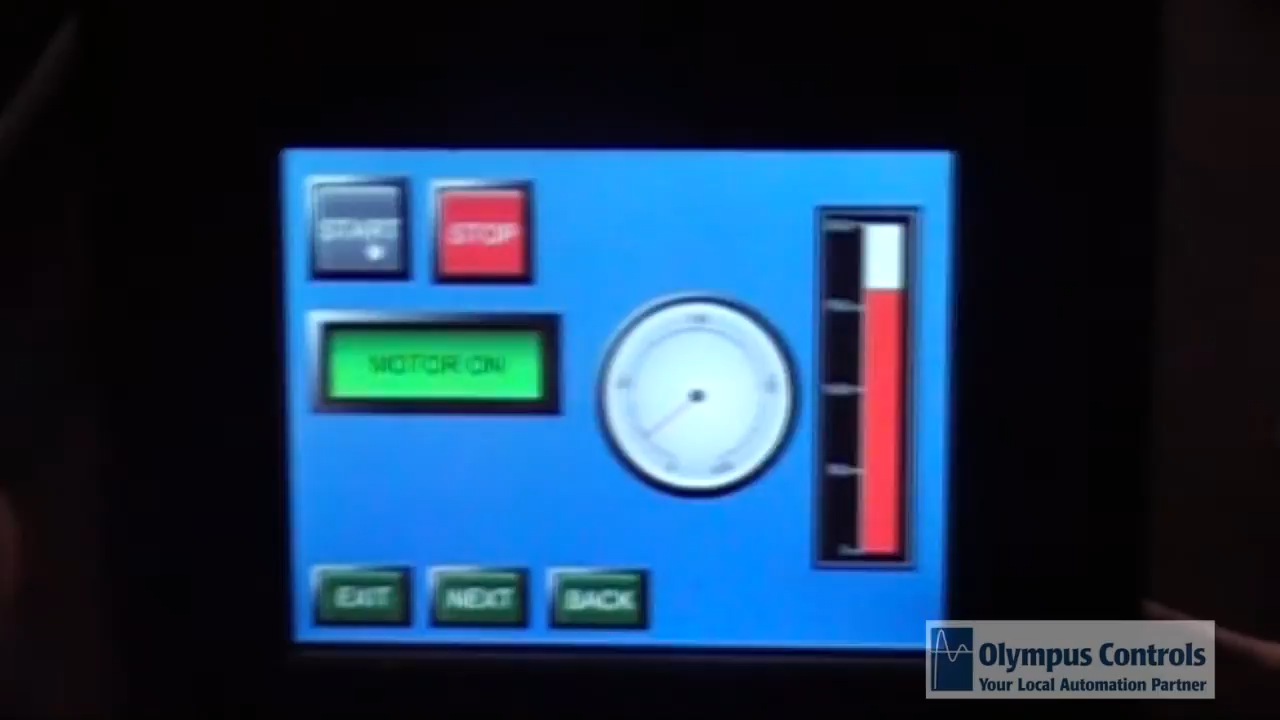 START
STOP
MOTOR ON
EXIT
NEXT
BACK
Olympus Controls
Your Local Automation Partner